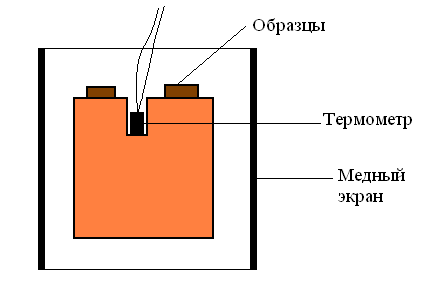 Образцы
Термометр
Медный
экран